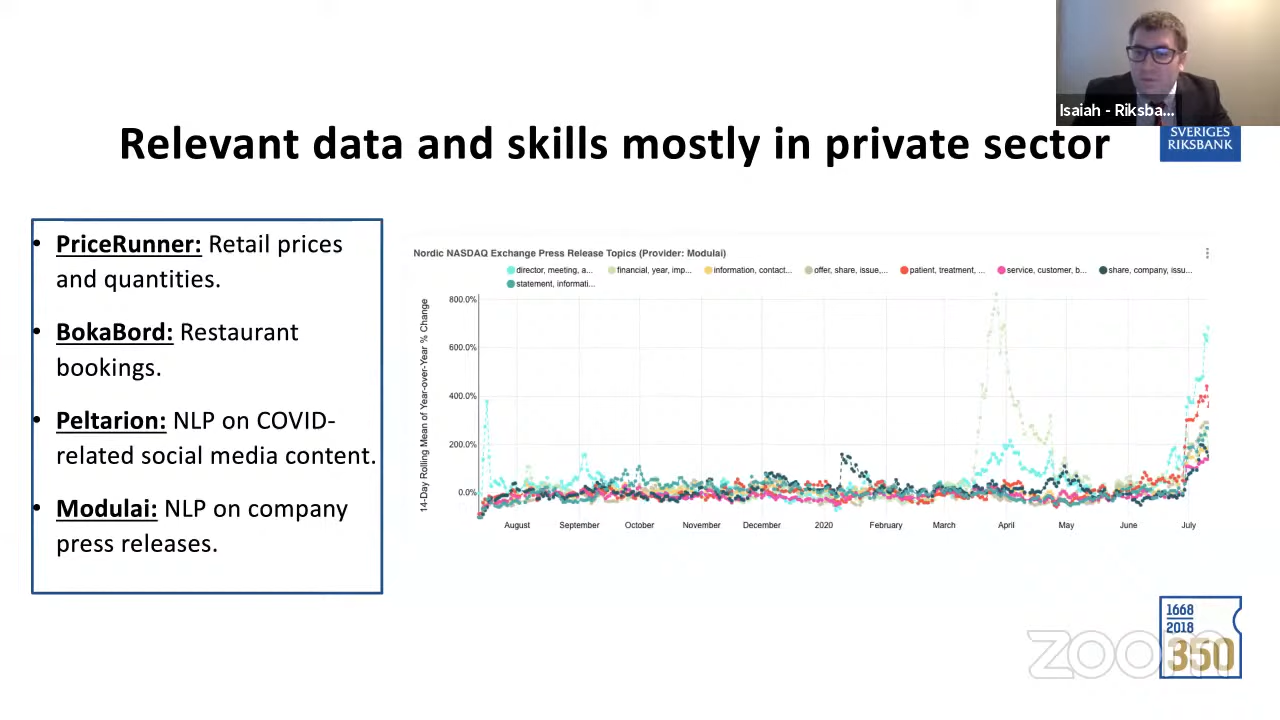 Isaiah - Riksba...
SVERIGES
RIKSBANK
Relevant data and skills mostly in private sector
• PriceRunner: Retail prices
and quantities.
• BokaBord: Restaurant
bookings.
• Peltarion: NLP on COVID-
related social media content.
• Modulai: NLP on company
press releases.
Nordic NASDAQ Exchange Press Release Topics (Provider: Modulai)
director, meeting, a... financial, year, imp... information, contact... offer, share, issue,... patient, treatment, ... service, customer, b... share, company, issu...
statement, informati...
14-Day Rolling Mean of Year-over-Year % Change
800.0%
600.0%
400.0%
200.0%
0.0%
August September October November December 2020 February March April May June July
1668
2018
350
zoom